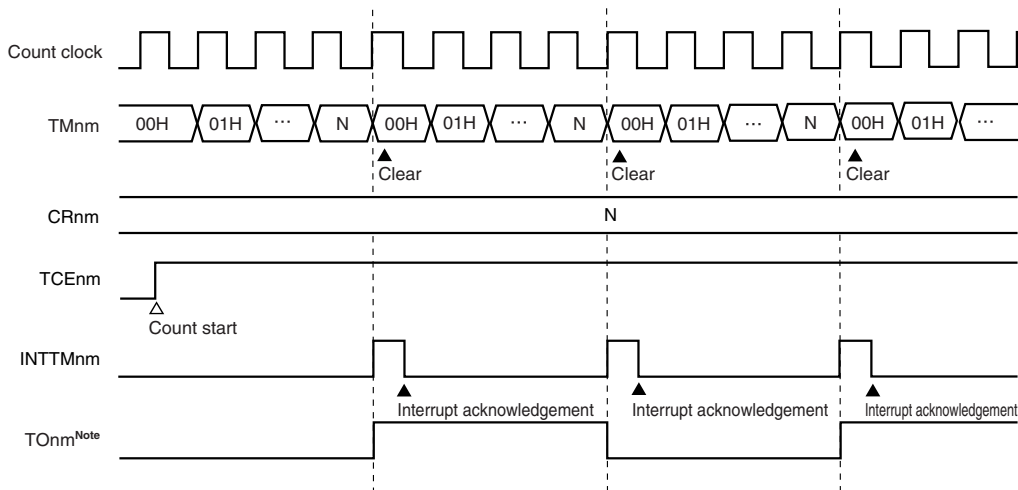 Count clock
TMnm 00H 01H ... N 00H 01H ... N 00H 01H ... N 00H 01H ...
Clear Clear Clear
CRnm N
TCEnm
Count start
INTTMnm
Interrupt acknowledgement Interrupt acknowledgement Interrupt acknowledgement
TOnmNote